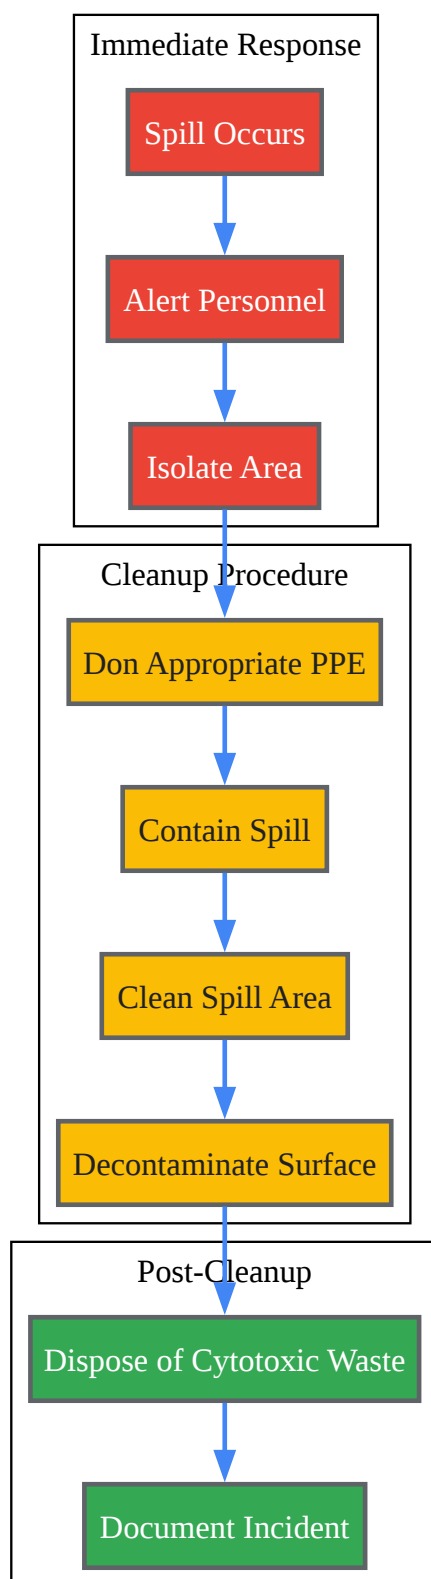 Immediate Response
Spill Occurs
Alert Personnel
Isolate Area
Cleanup Procedure
Don Appropriate PPE
Contain Spill
Clean Spill Area
Decontaminate Surface
Post-Cleanup
Dispose of Cytotoxic Waste
Document Incident